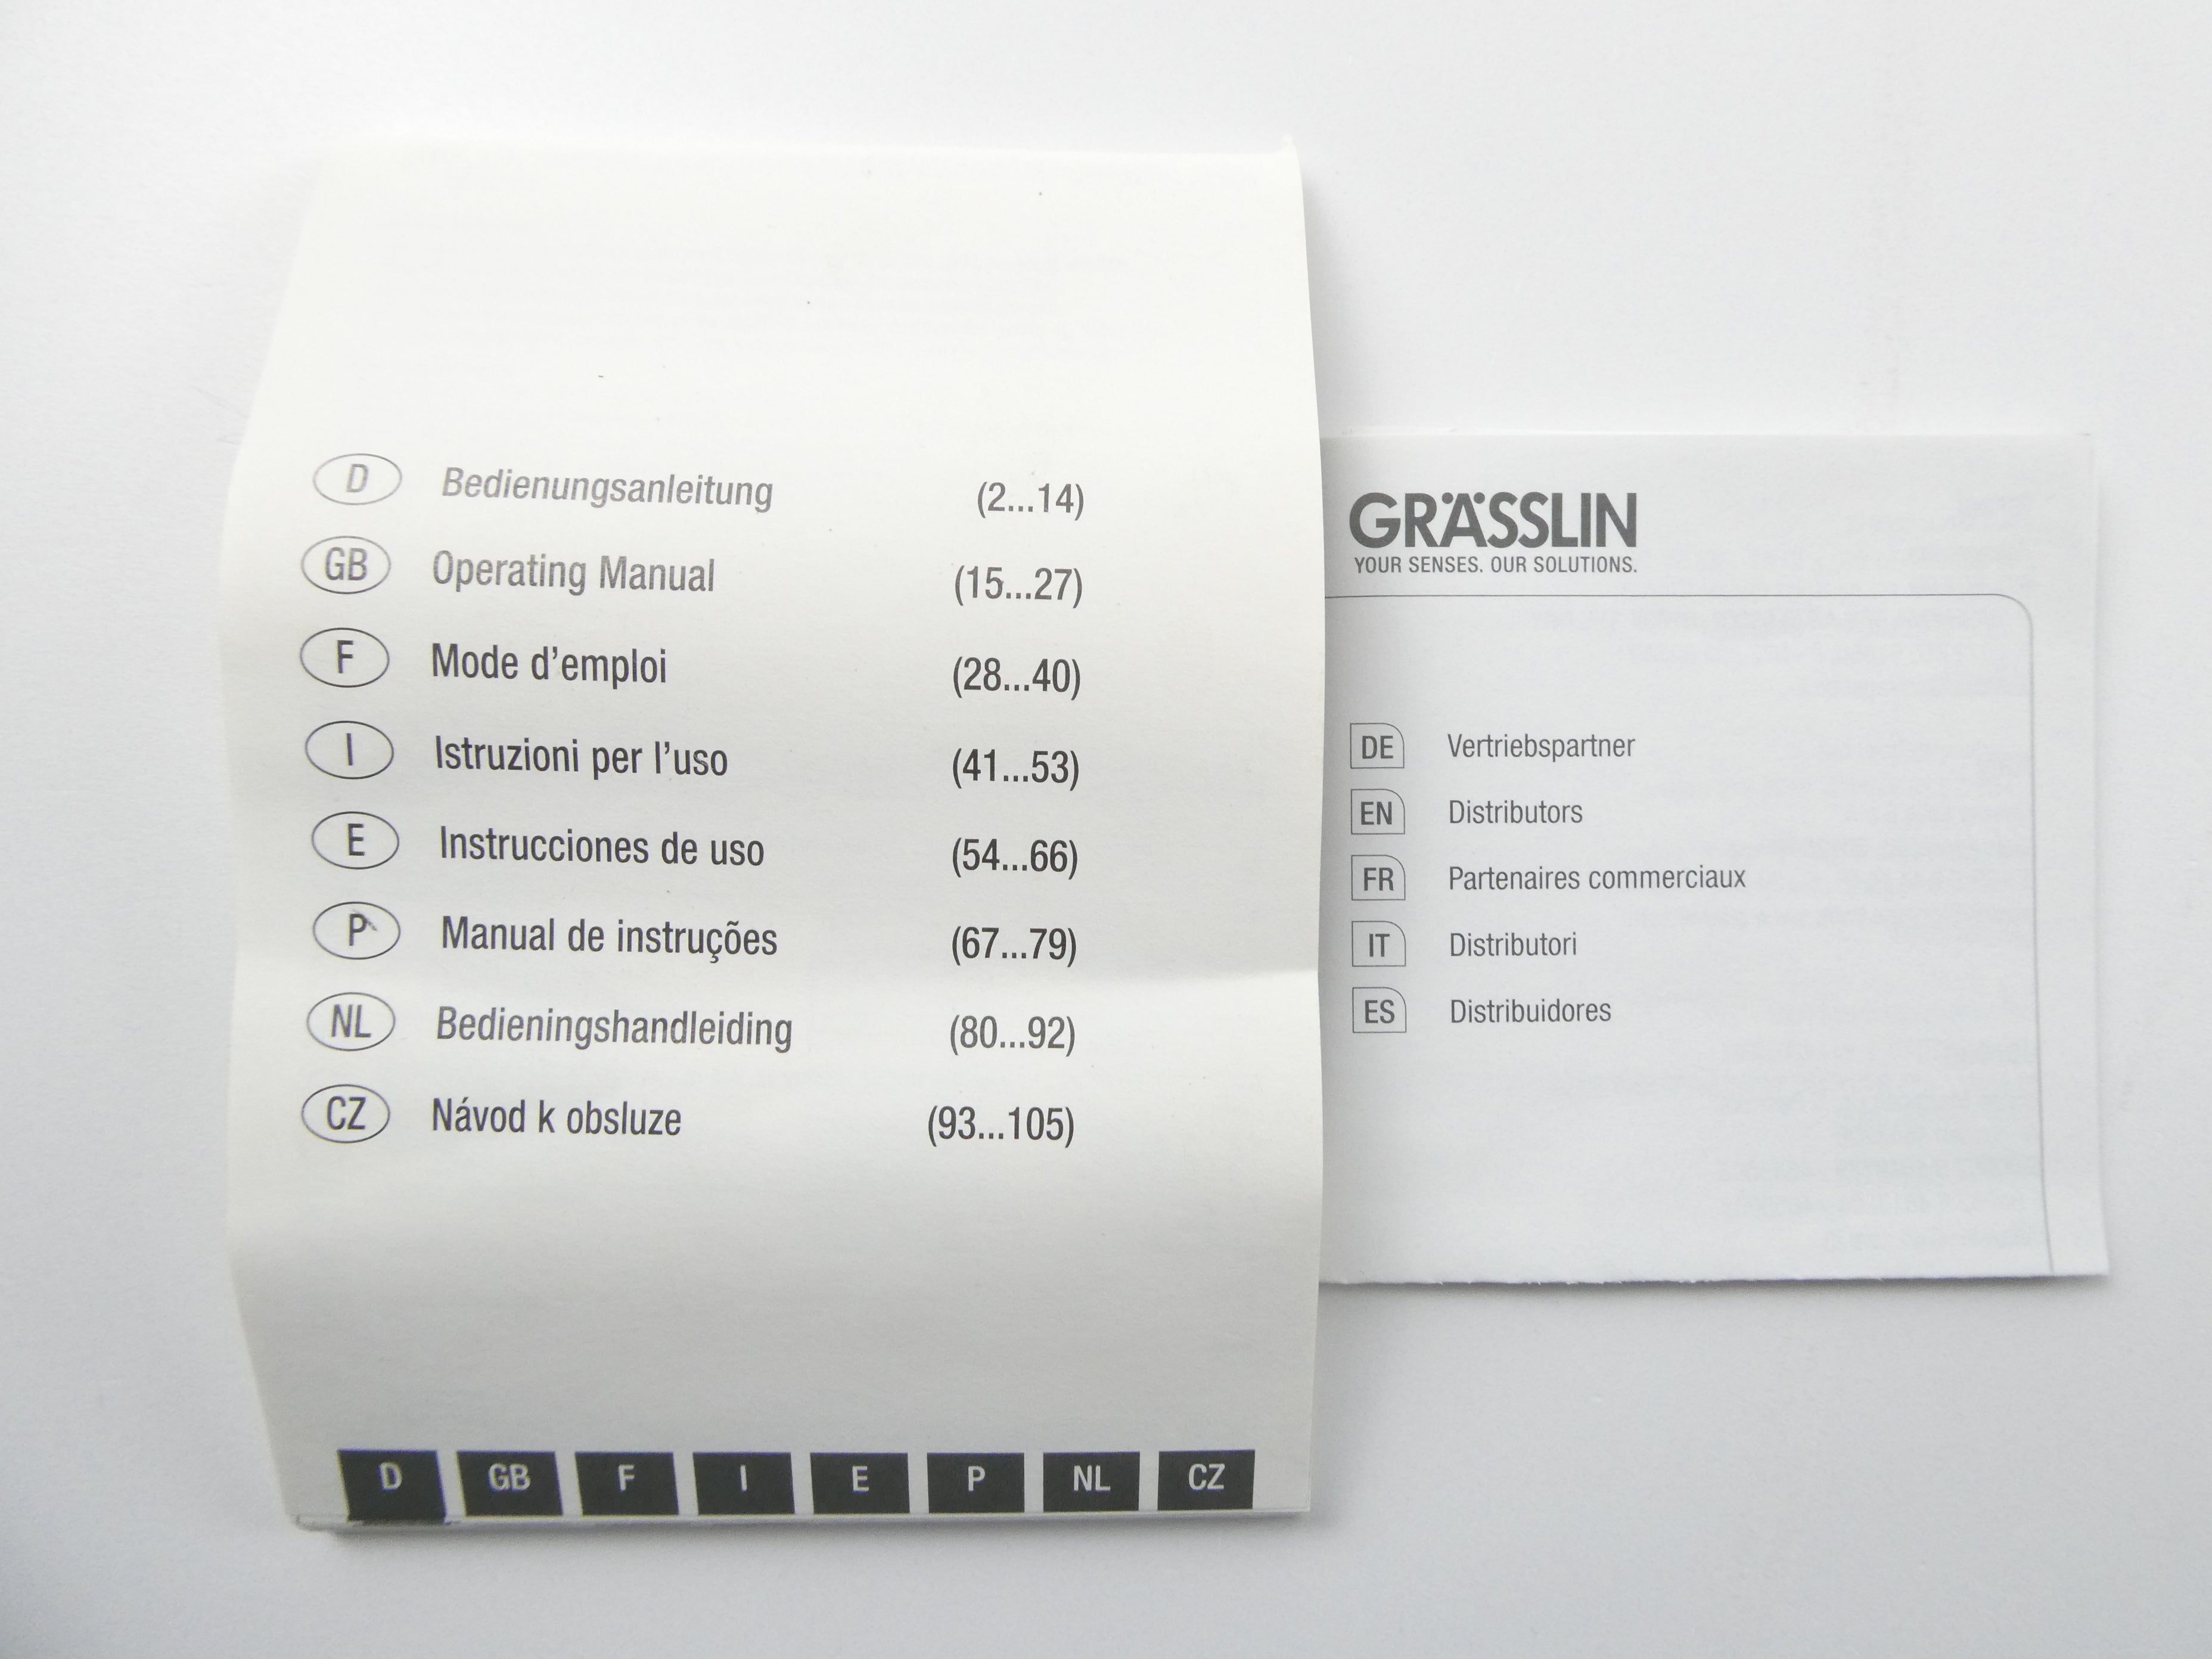 D Bedienungsanleitung (2...14)
GB Operating Manual (15...27)
F Mode d'emploi (28...40)
I Istruzioni per l'uso (41...53)
E Instrucciones de uso (54...66)
P Manual de instruções (67...79)
NL Bedieningshandleiding (80...92)
CZ Návod k obsluze (93...105)
D GB F I E P NL CZ
GRÄSSLIN
YOUR SENSES. OUR SOLUTIONS.
DE Vertriebspartner
EN Distributors
FR Partenaires commerciaux
IT Distributori
ES Distribuidores